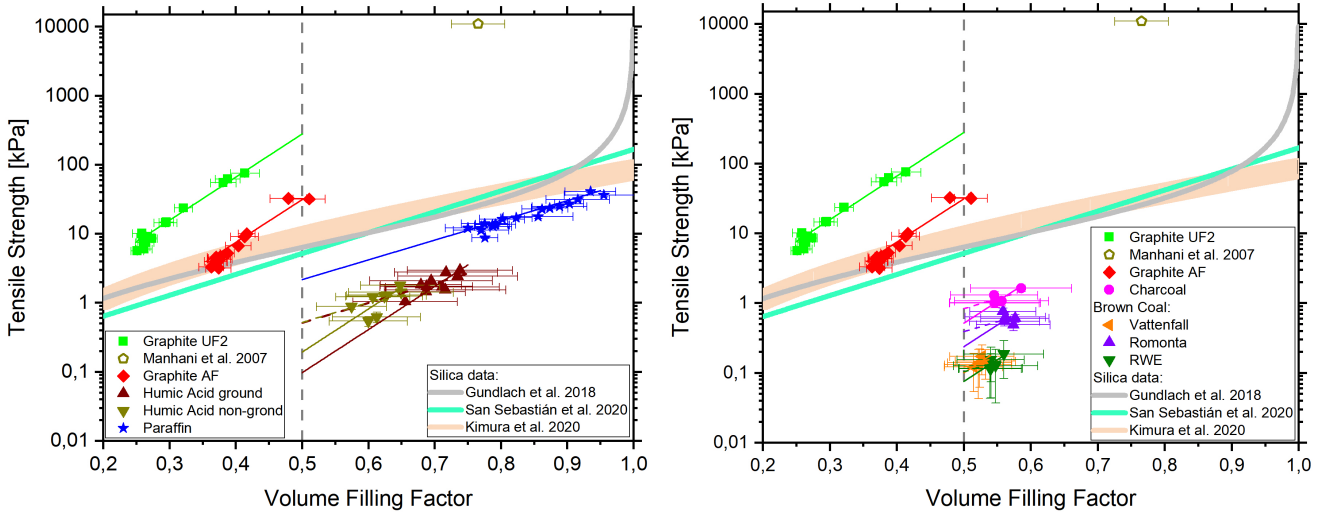 Tensile Strength [kPa]
10000
1000
100
10
1
0,1
0,01
Graphite UF2
Manhani et al. 2007
Graphite AF
Humic Acid ground
Humic Acid non-grond
Paraffin
Silica data:
Gundlach et al. 2018
San Sebastián et al. 2020
Kimura et al. 2020
0,2 0,3 0,4 0,5 0,6 0,7 0,8 0,9 1,0
Volume Filling Factor
Tensile Strength [kPa]
10000
1000
100
10
1
0,1
0,01
Graphite UF2
Manhani et al. 2007
Graphite AF
Charcoal
Brown Coal:
Vattenfall
Romonta
RWE
Silica data:
Gundlach et al. 2018
San Sebastián et al. 2020
Kimura et al. 2020
0,2 0,3 0,4 0,5 0,6 0,7 0,8 0,9 1,0
Volume Filling Factor